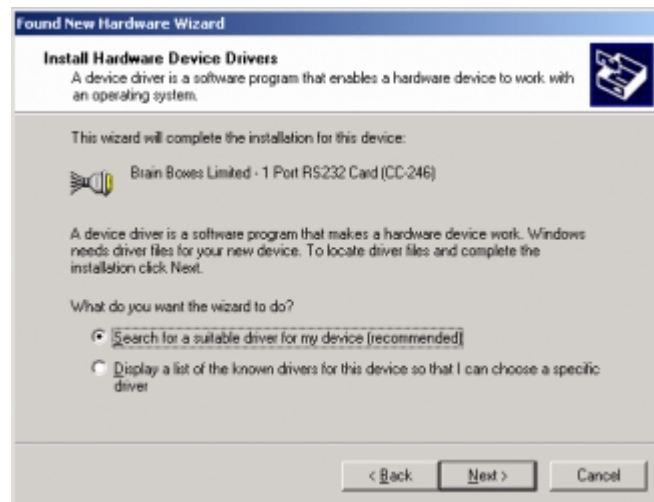 Found New Hardware Wizard
Install Hardware Device Drivers
A device driver is a software program that enables a hardware device to work with
an operating system.
This wizard will complete the installation for this device:
Brain Boxes Limited - 1 Port RS232 Card (CC-246)
A device driver is a software program that makes a hardware device work. Windows
needs driver files for your new device. To locate driver files and complete the
installation click Next.
What do you want the wizard to do?
Search for a suitable driver for my device (recommended)
Display a list of the known drivers for this device so that I can choose a specific
driver
< Back Next > Cancel